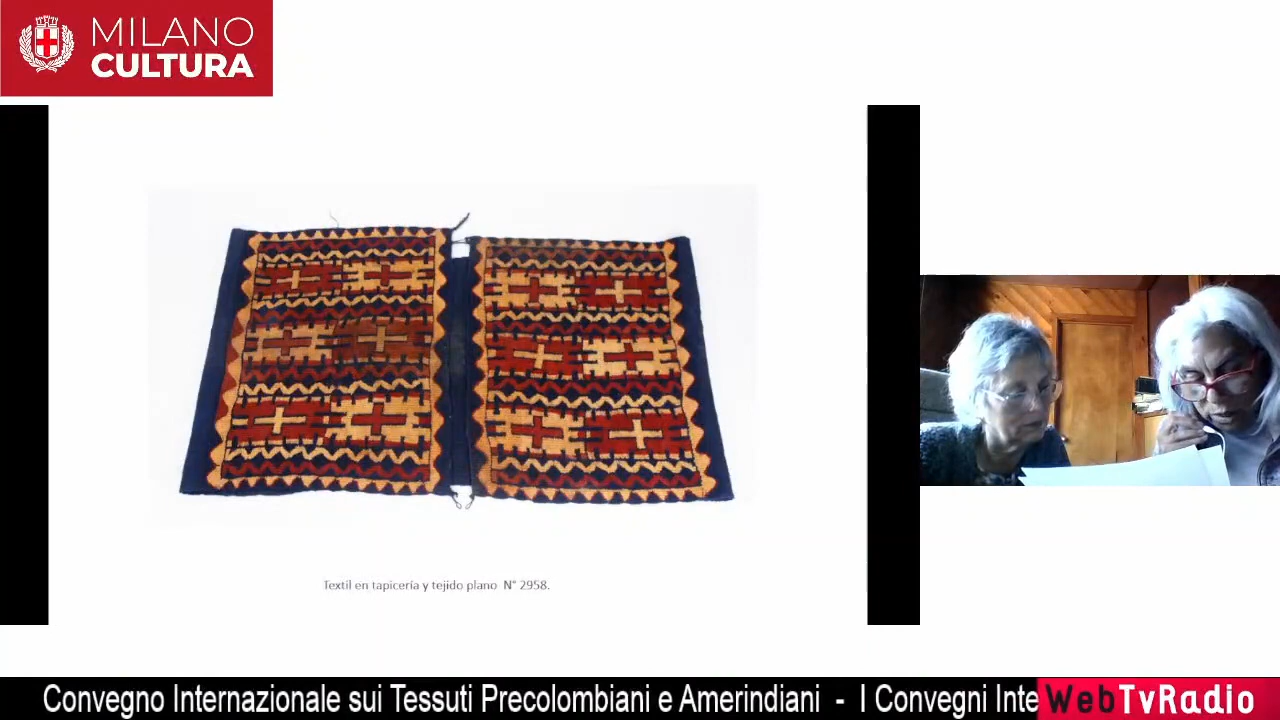 MILANO
CULTURA
Textil en tapicería y tejido plano N° 2958.
Convegno Internazionale sui Tessuti Precolombiani e Amerindiani - I Convegni Inte
WebTvRadio